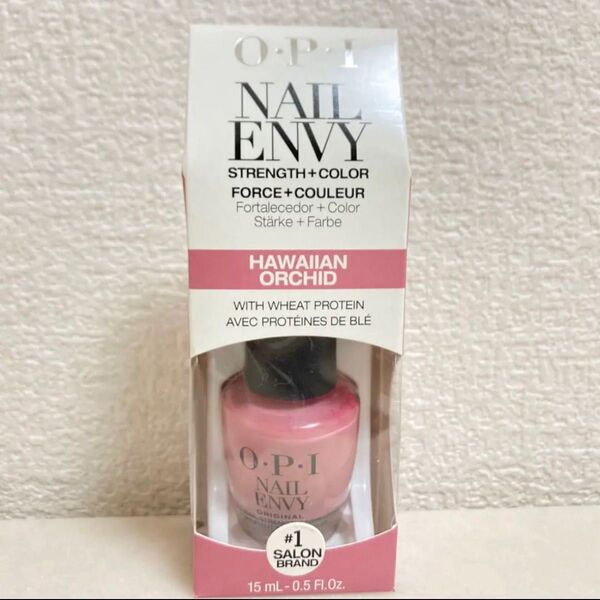 O·P·I
NAIL
ENVY
STRENGTH+COLOR
FORCE+COULEUR
Fortalecedor + Color
Stärke + Farbe
HAWAIIAN
ORCHID
WITH WHEAT PROTEIN
AVEC PROTÉINES DE BLÉ
O·P·I
NAIL
ENVY
ORIGINAL
#1
SALON
BRAND
15 mL - 0.5 Fl.Oz.